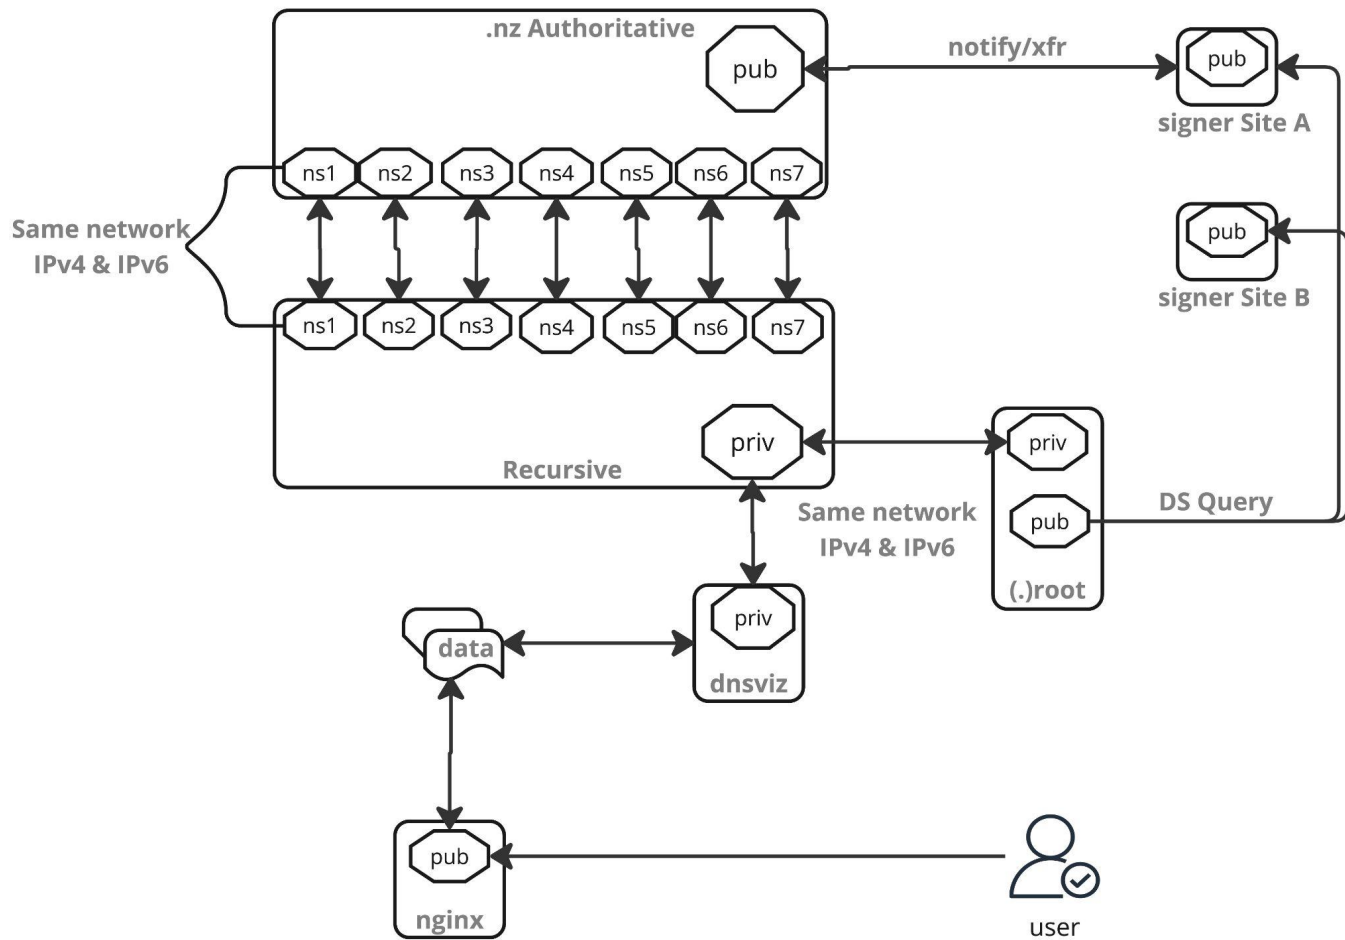 .nz Authoritative
pub
notify/xfr
pub
signer Site A
ns1
ns2
ns3
ns4
ns5
ns6
ns7
Same network
IPv4 & IPv6
pub
signer Site B
ns1
ns2
ns3
ns4
ns5
ns6
ns7
priv
Recursive
priv
Same network
IPv4 & IPv6
pub
DS Query
(.)root
priv
dnsviz
data
pub
nginx
user